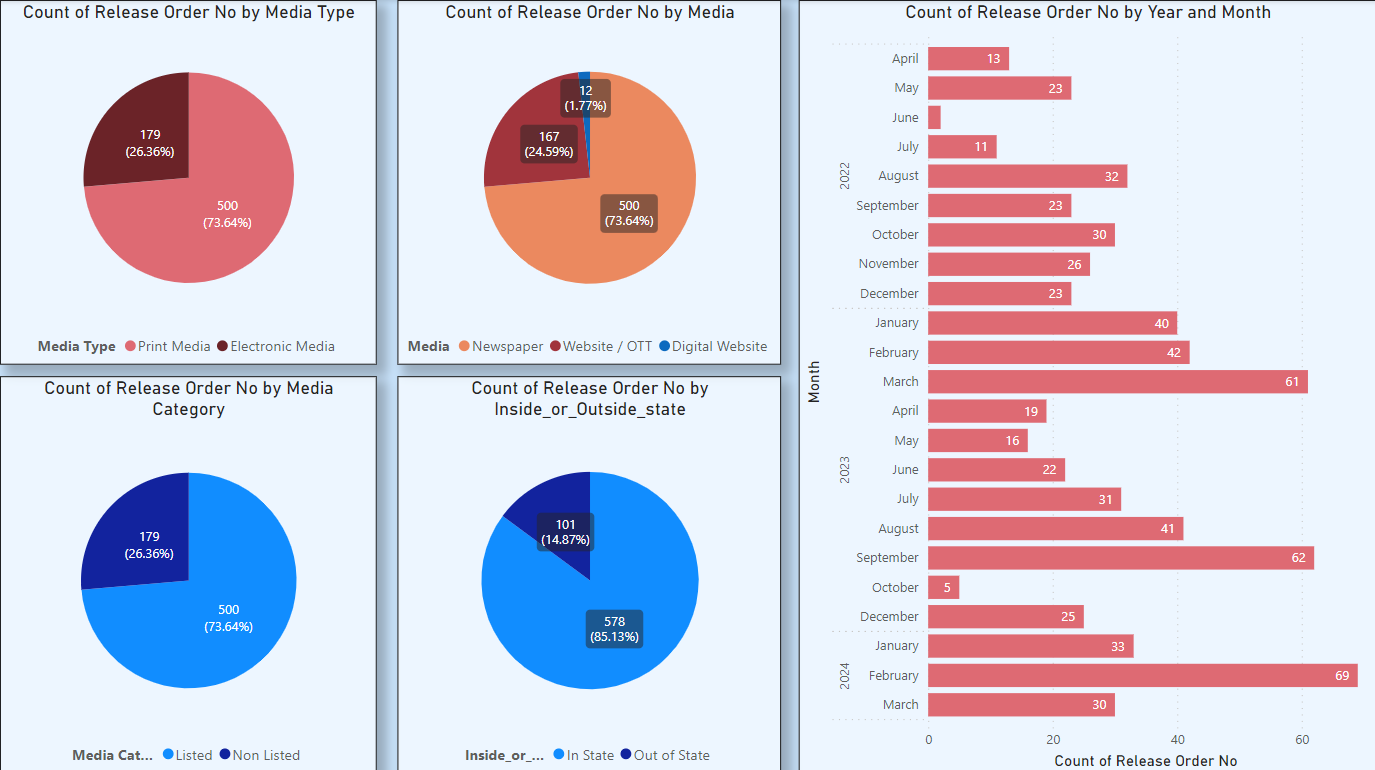 Count of Release Order No by Media Type
179
(26.36%)
500
(73.64%)
Media Type Print Media Electronic Media
Count of Release Order No by Media
12
(1.77%)
167
(24.59%)
500
(73.64%)
Media Newspaper Website / OTT Digital Website
Count of Release Order No by Media
Category
179
(26.36%)
500
(73.64%)
Media Cat... Listed Non Listed
Count of Release Order No by
Inside_or_Outside_state
101
(14.87%)
578
(85.13%)
Inside_or_... In State Out of State
Count of Release Order No by Year and Month
Month
2022
April 13
May 23
June
July 11
August 32
September 23
October 30
November 26
December 23
2023
January 40
February 42
March 61
April 19
May 16
June 22
July 31
August 41
September 62
October 5
December 25
2024
January 33
February 69
March 30
0 20 40 60
Count of Release Order No